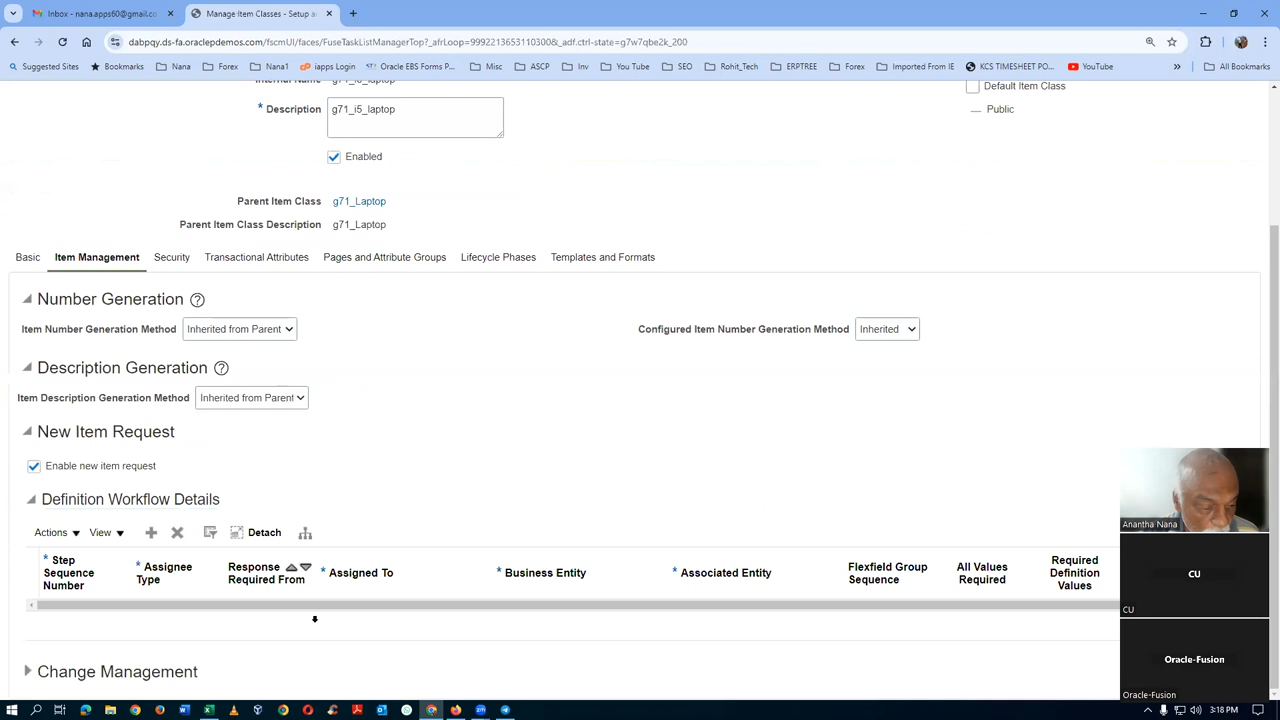 Inbox - nana.apps60@gmail.co
Manage Item Classes - Setup a
dabpqy.ds-fa.oraclepdemos.com/fscmUI/faces/FuseTaskListManagerTop?_afrLoop=99922136531103300&_adf.ctrl-state=g7w7qbe2k_200
Suggested Sites Bookmarks Nana Forex Nana1 iapps Login Oracle EBS Forms P... Misc ASCP Inv You Tube SEO Rohit_Tech ERPTREE Forex Imported From IE KCS TIMESHEET PO... YouTube » All Bookmarks
Internal Name g71_i5_laptop
Default Item Class
* Description g71_i5_laptop
Public
Enabled
Parent Item Class g71_Laptop
Parent Item Class Description g71_Laptop
Basic Item Management Security Transactional Attributes Pages and Attribute Groups Lifecycle Phases Templates and Formats
Number Generation ?
Item Number Generation Method Inherited from Parent Configured Item Number Generation Method Inherited
Description Generation ?
Item Description Generation Method Inherited from Parent
New Item Request
Enable new item request
Definition Workflow Details
Actions View Detach
* Step Sequence Number * Assignee Type Response Required From * Assigned To * Business Entity * Associated Entity Flexfield Group Sequence All Values Required Required Definition Values
Change Management
Anantha Nana
CU
CU
Oracle-Fusion
Oracle-Fusion
3:18 PM